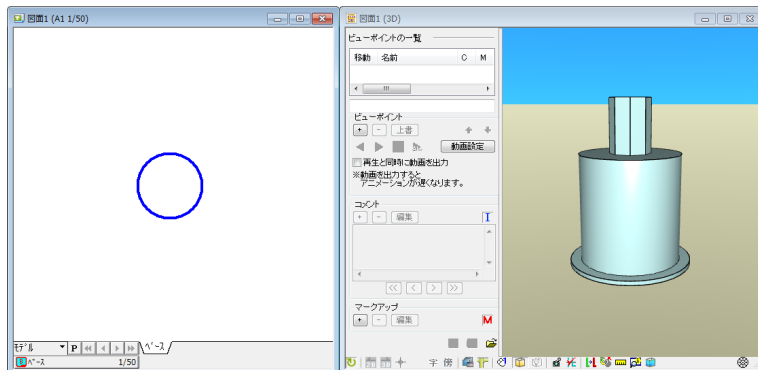 図面1 (A1 1/50)
モデル P ベース
B ベース 1/50
図面1 (3D)
ビューポイントの一覧
移動 名前 C M
ビューポイント
+ - 上書
動画設定
再生と同時に動画を出力
※動画を出力すると
アニメーションが遅くなります。
コメント
+ - 編集 I
<< < > >>
マークアップ
+ - 編集 M
字 傍